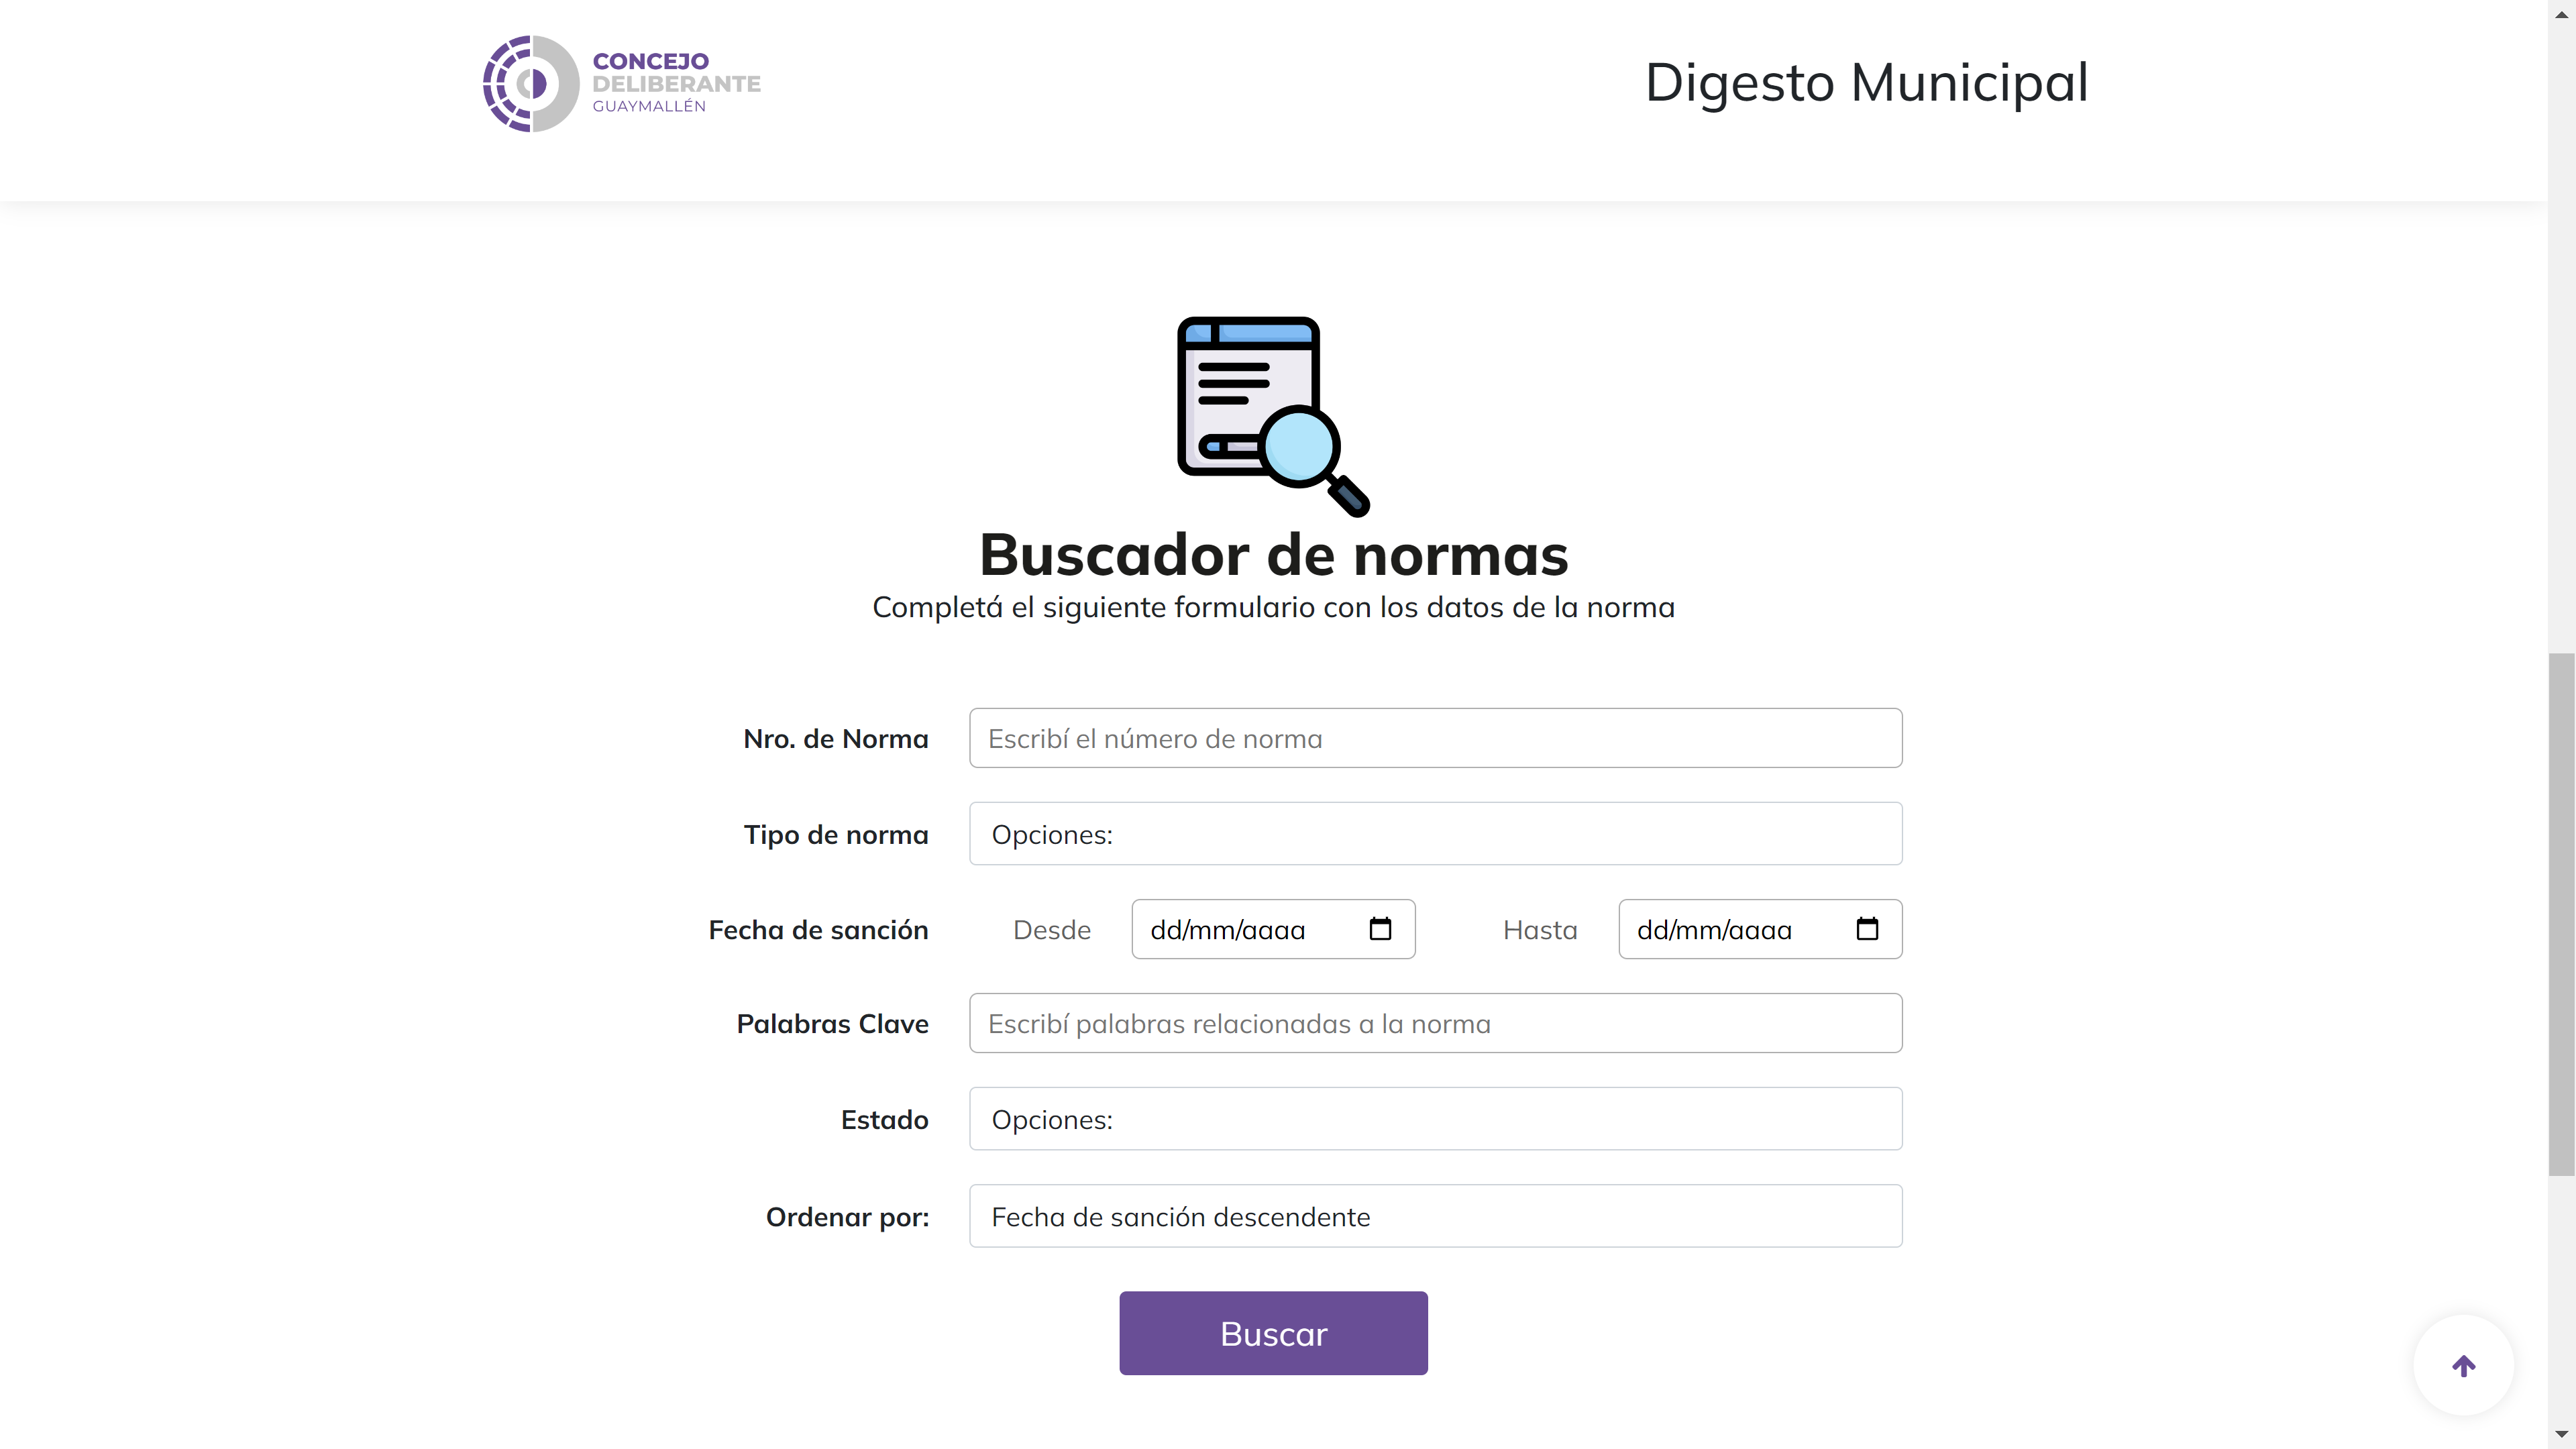 CONCEJO
DELIBERANTE
GUAYMALLÉN
Digesto Municipal
Buscador de normas
Completá el siguiente formulario con los datos de la norma
Nro. de Norma
Escribí el número de norma
Tipo de norma
Opciones:
Fecha de sanción
Desde
dd/mm/aaaa
Hasta
dd/mm/aaaa
Palabras Clave
Escribí palabras relacionadas a la norma
Estado
Opciones:
Ordenar por:
Fecha de sanción descendente
Buscar